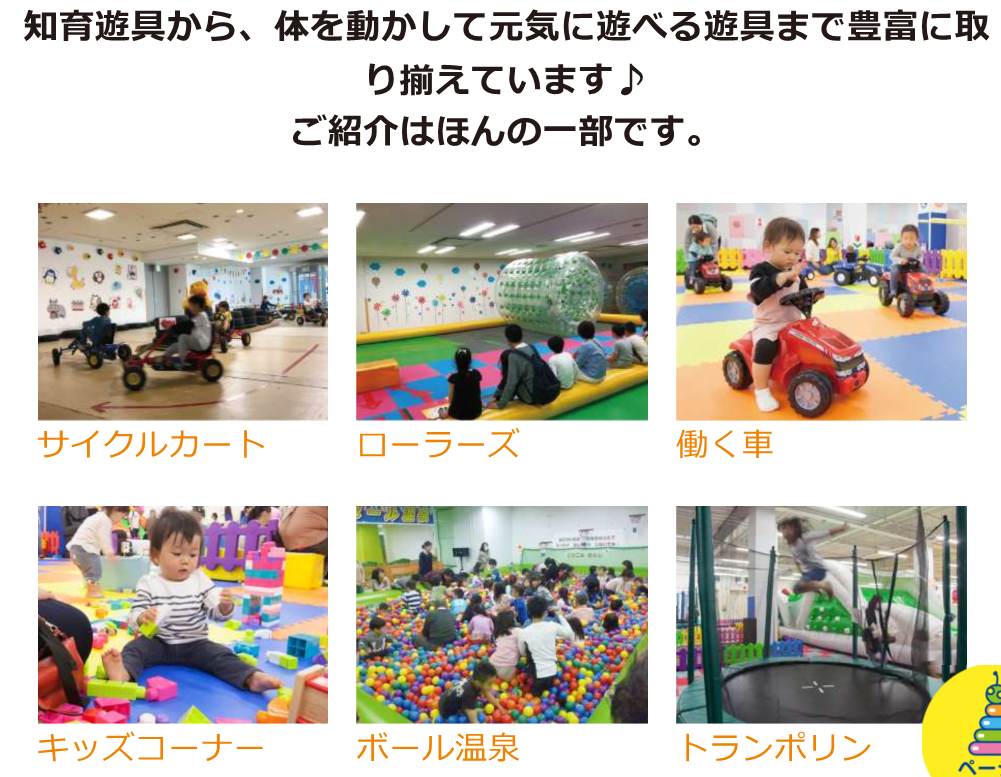 知育遊具から、体を動かして元気に遊べる遊具まで豊富に取
り揃えています♪
ご紹介はほんの一部です。
サイクルカート
ローラーズ
働く車
キッズコーナー
ボール温泉
トランポリン